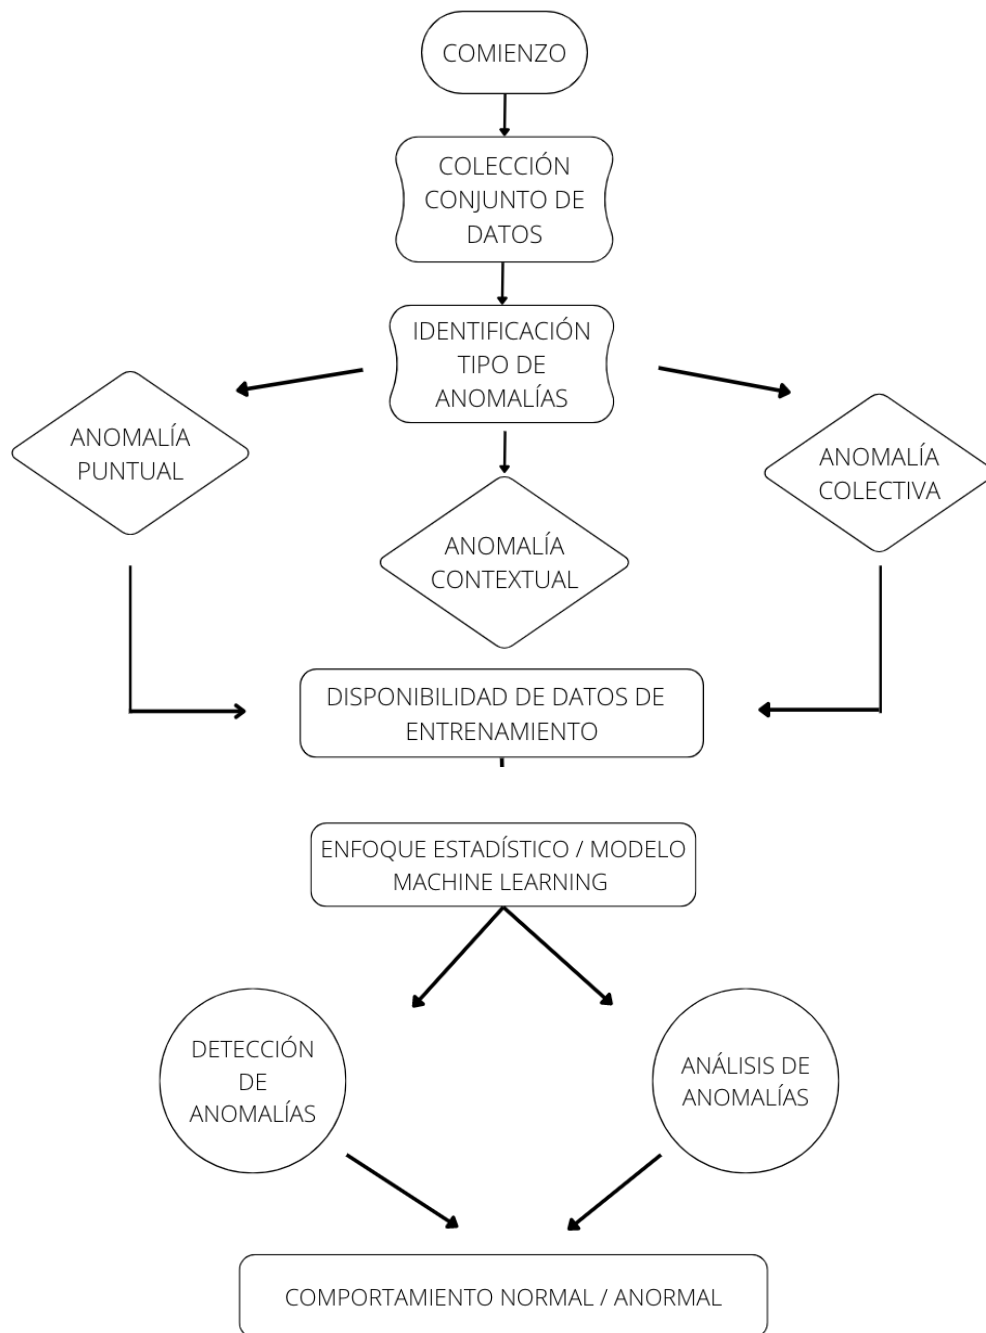 COMIENZO
COLECCIÓN
CONJUNTO DE
DATOS
IDENTIFICACIÓN
TIPO DE
ANOMALÍAS
ANOMALÍA
PUNTUAL
ANOMALÍA
CONTEXTUAL
ANOMALÍA
COLECTIVA
DISPONIBILIDAD DE DATOS DE
ENTRENAMIENTO
ENFOQUE ESTADÍSTICO / MODELO
MACHINE LEARNING
DETECCIÓN
DE
ANOMALÍAS
ANÁLISIS DE
ANOMALÍAS
COMPORTAMIENTO NORMAL / ANORMAL